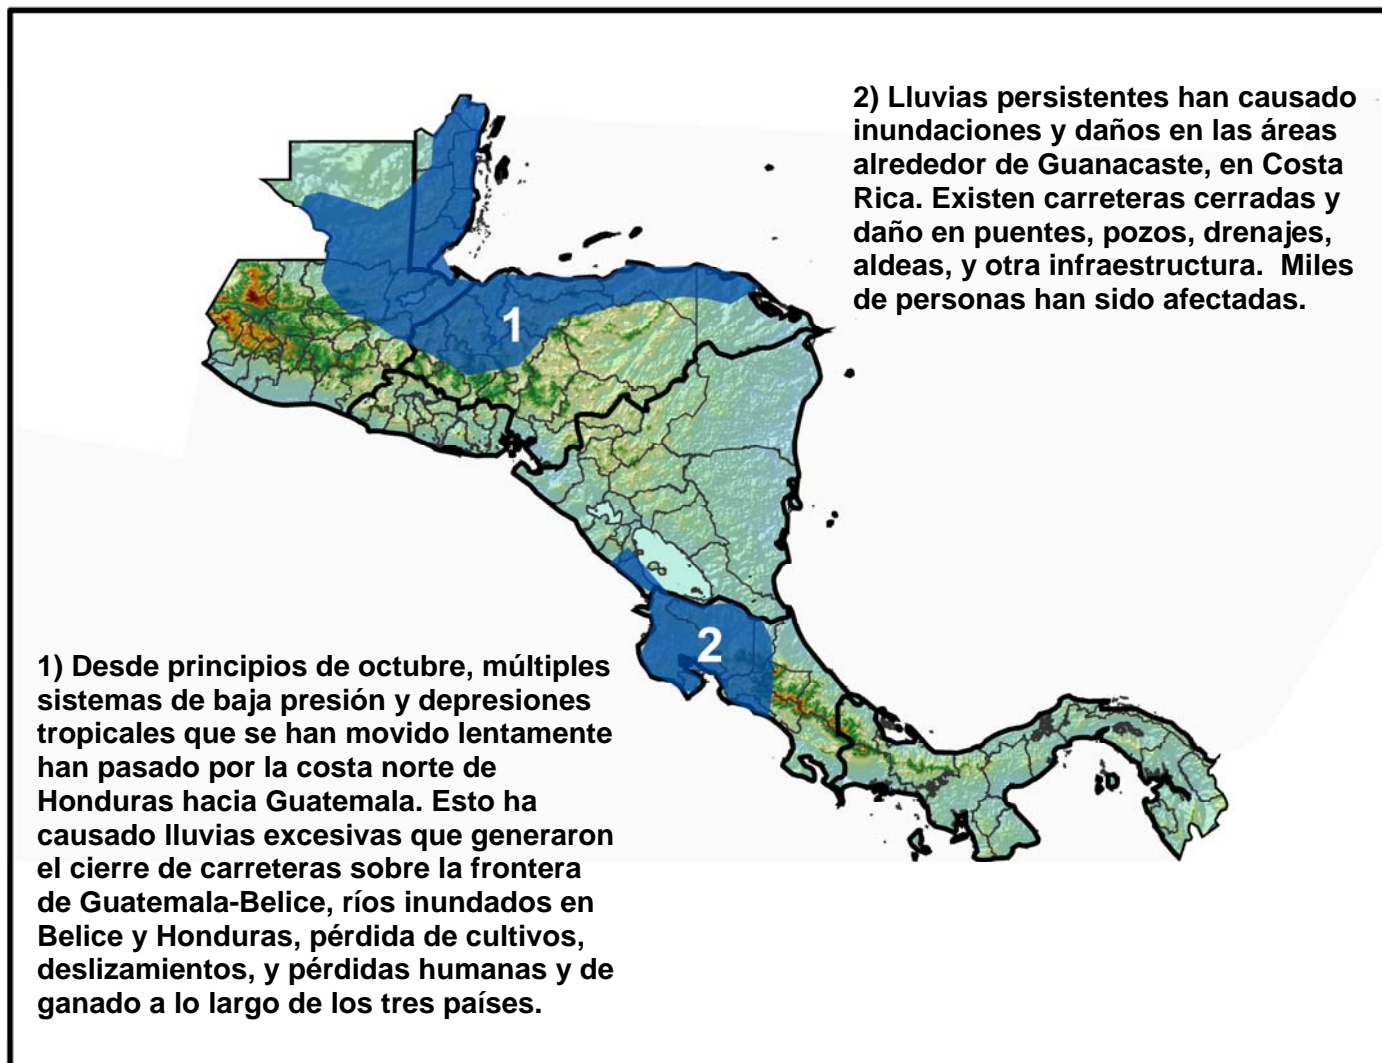 2) Lluvias persistentes han causado
inundaciones y daños en las áreas
alrededor de Guanacaste, en Costa
Rica. Existen carreteras cerradas y
daño en puentes, pozos, drenajes,
aldeas, y otra infraestructura.  Miles
de personas han sido afectadas.
1
2
1) Desde principios de octubre, múltiples
sistemas de baja presión y depresiones
tropicales que se han movido lentamente
han pasado por la costa norte de
Honduras hacia Guatemala. Esto ha
causado lluvias excesivas que generaron
el cierre de carreteras sobre la frontera
de Guatemala-Belice, ríos inundados en
Belice y Honduras, pérdida de cultivos,
deslizamientos, y pérdidas humanas y de
ganado a lo largo de los tres países.